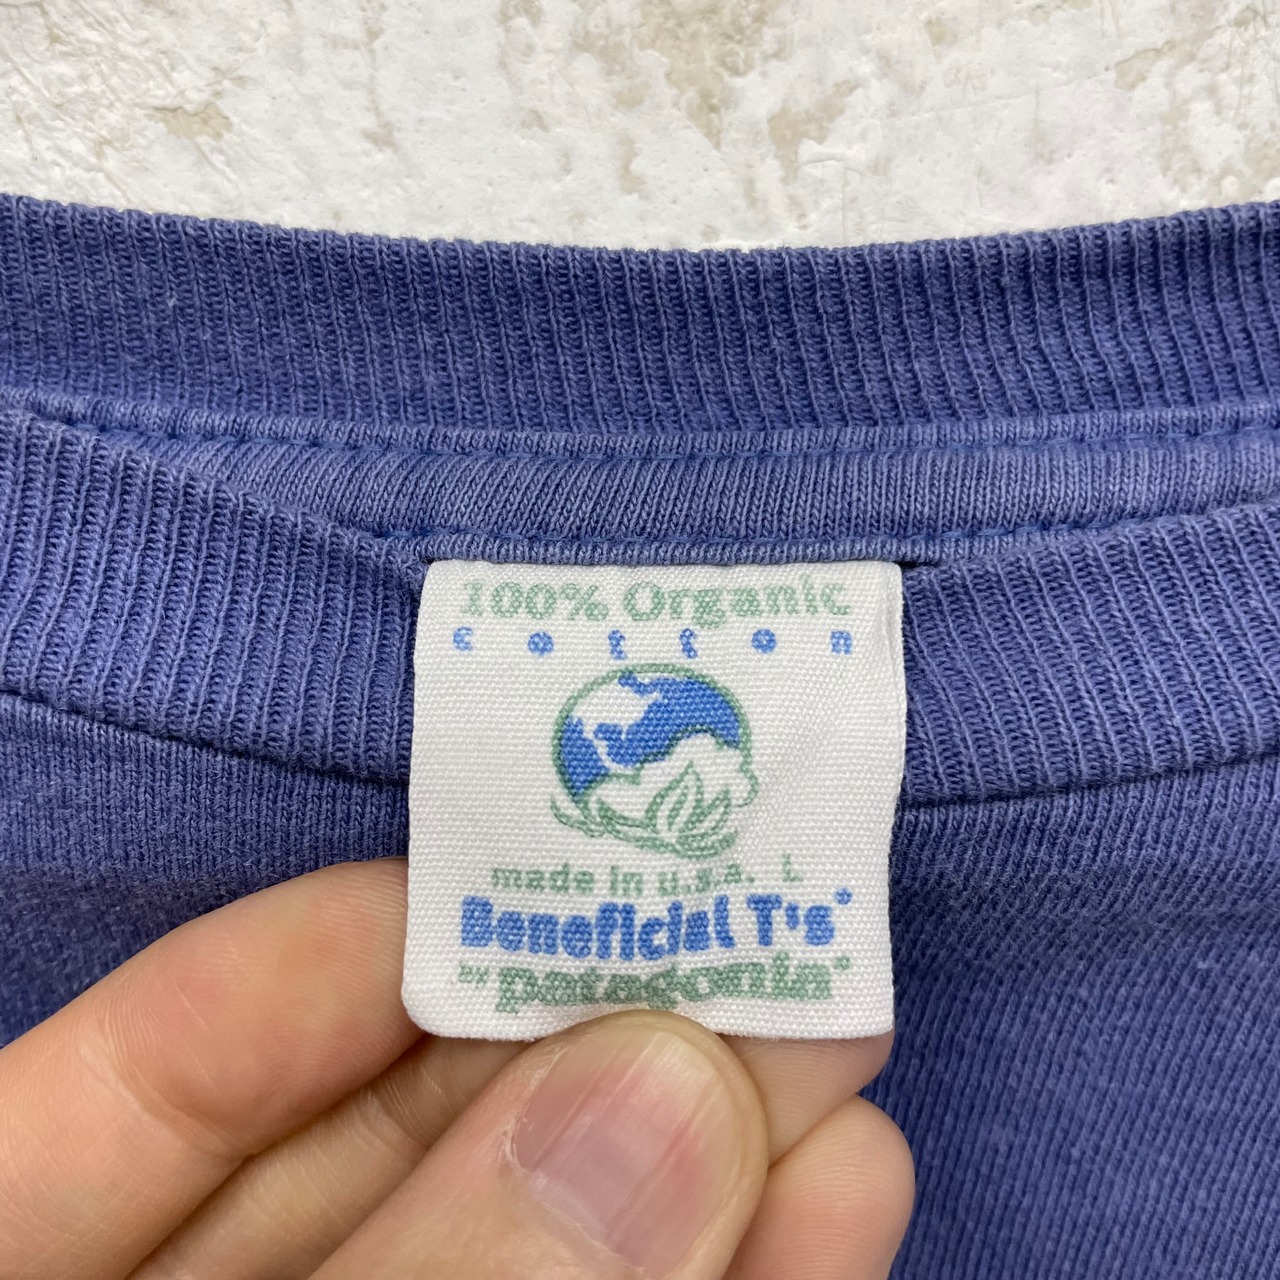 100% Organic
cotton
made in U.S.A. L
Beneficial T's®
by patagonia®